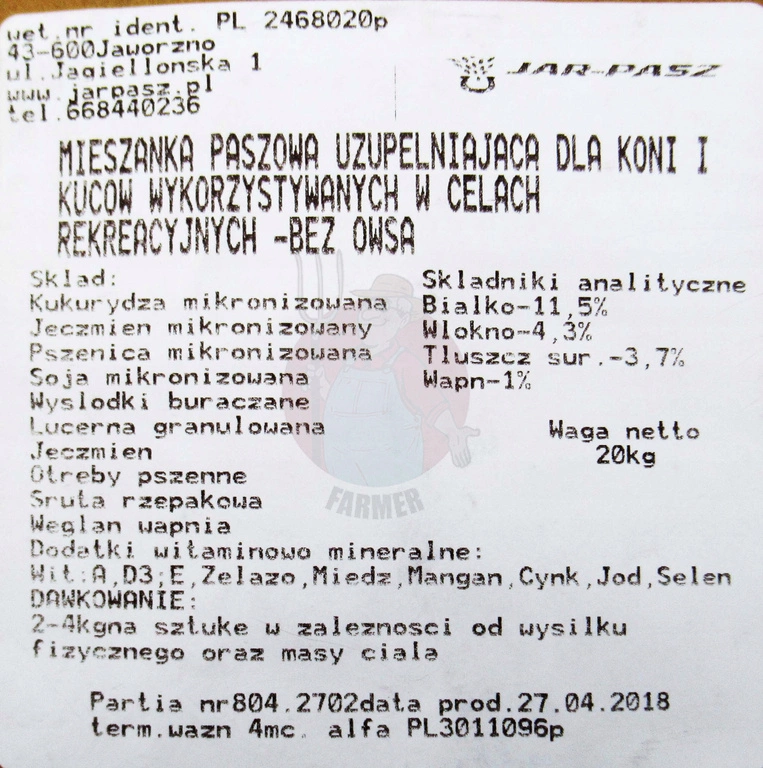 wet.nr ident. PL 2468020p
43-600Jaworzno
ul.Jagiellonska 1
www.jarpasz.pl
tel.668440236
JAR-PASZ
MIESZANKA PASZOWA UZUPELNIAJACA DLA KONI I
KUCOW WYKORZYSTYWANYCH W CELACH
REKREACYJNYCH -BEZ OWSA
Sklad:
Kukurydza mikronizowana
Jeczmien mikronizowany
Pszenica mikronizowana
Soja mikronizowana
Wyslodki buraczane
Lucerna granulowana
Jeczmien
Otreby pszenne
Sruta rzepakowa
Weglan wapnia
Skladniki analityczne
Bialko-11,5%
Wlokno-4,3%
Tluszcz sur.-3,7%
Wapn-1%
Waga netto
20kg
FARMER
Dodatki witaminowo mineralne:
Wit:A,D3;E,Zelazo,Miedz,Mangan,Cynk,Jod,Selen
DAWKOWANIE:
2-4kgna sztuke w zaleznosci od wysilku
fizycznego oraz masy ciala
Partia nr804.2702data prod.27.04.2018
term.wazn 4mc. alfa PL3011096p